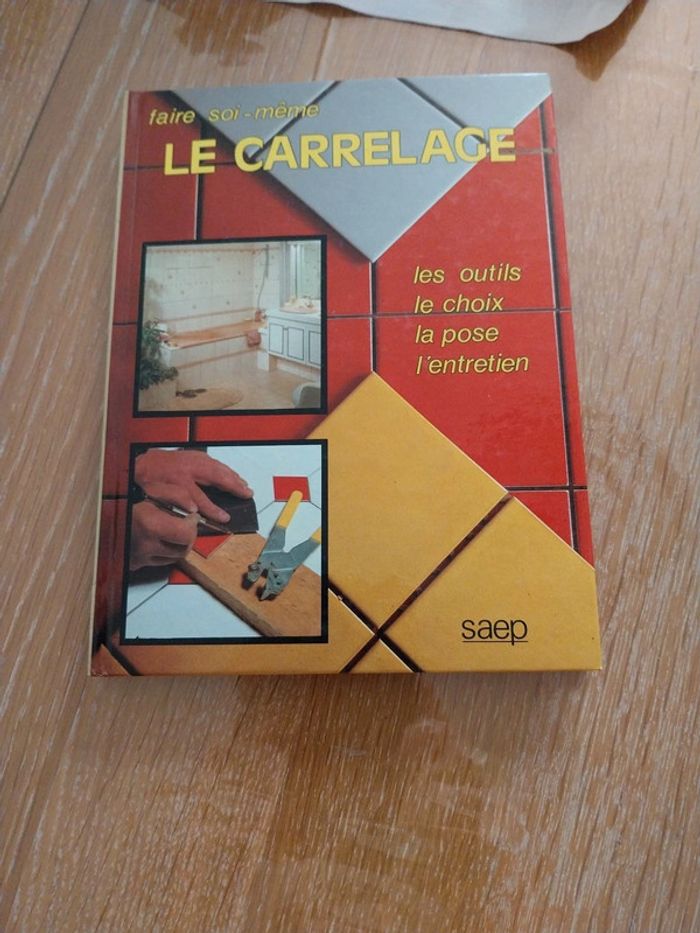 faire soi-même
LE CARRELAGE
les outils
le choix
la pose
l'entretien
saep